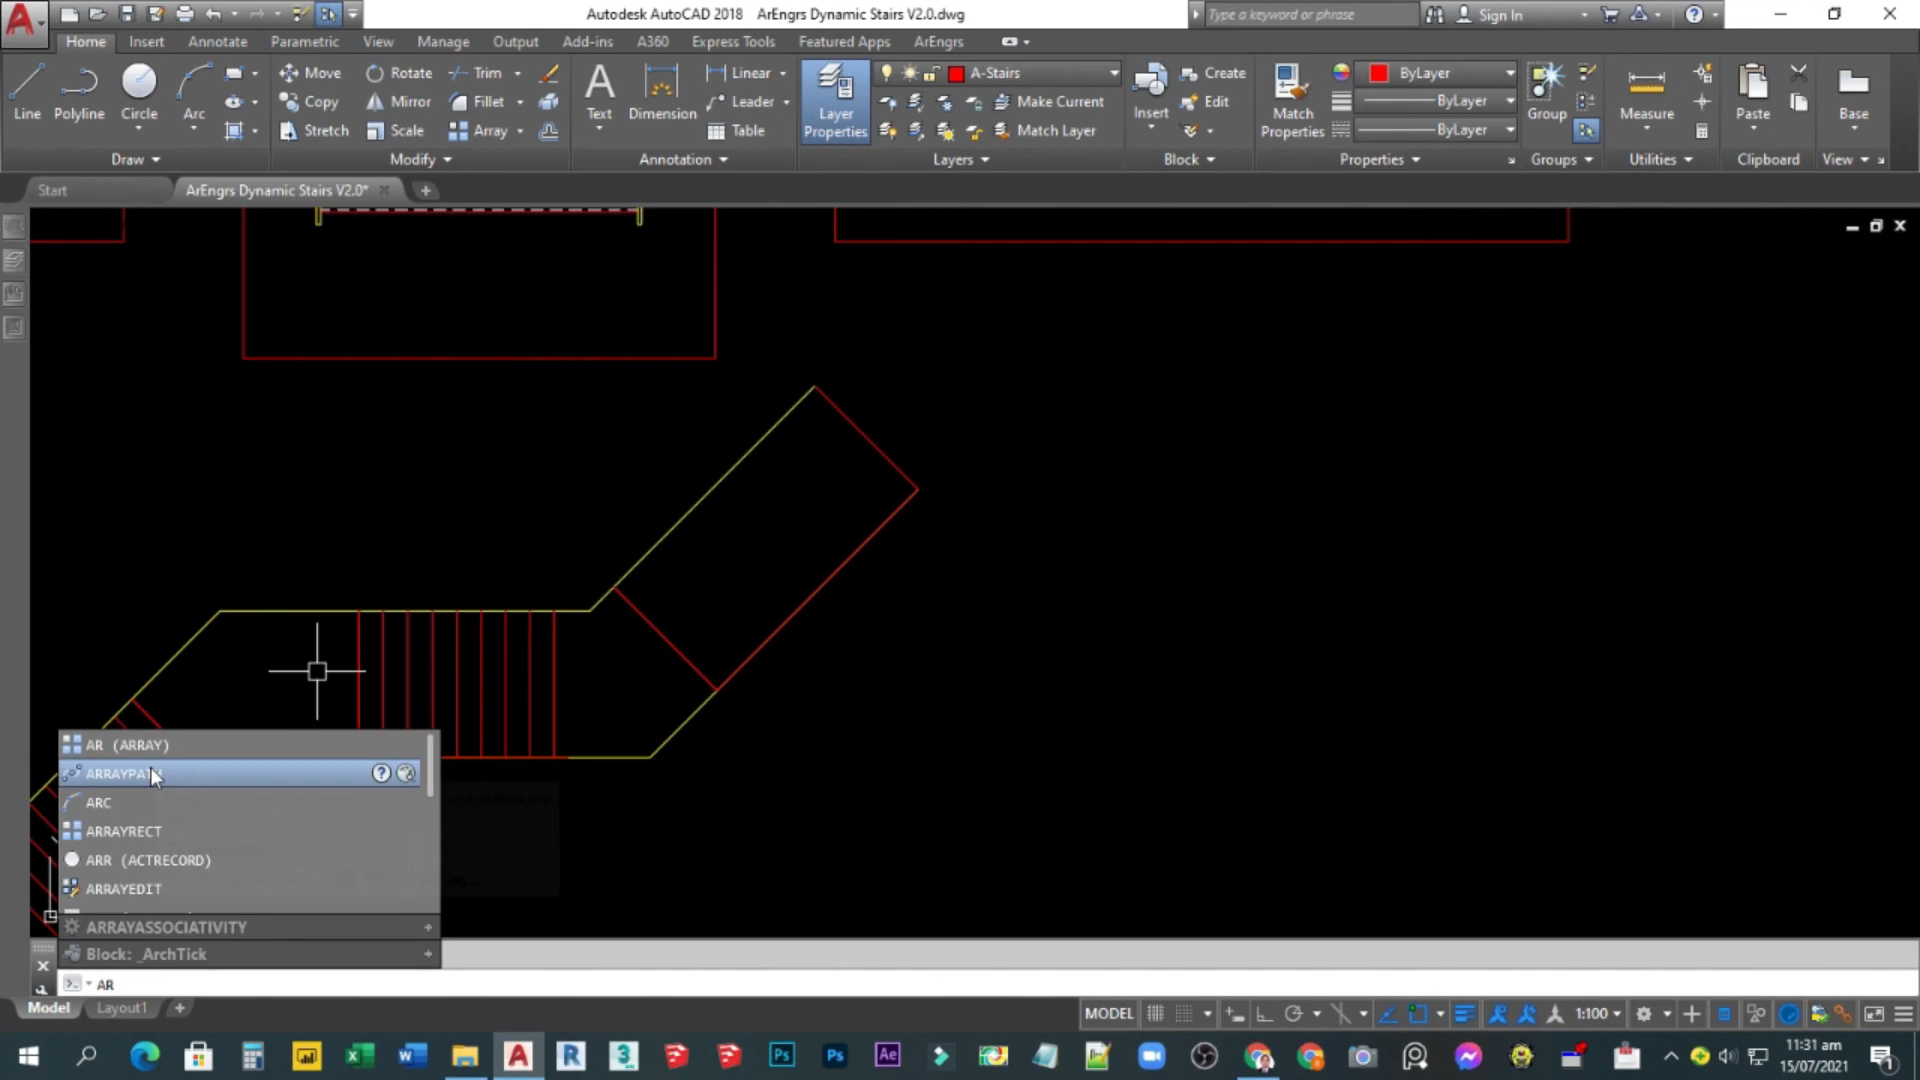 Autodesk AutoCAD 2018 ArEngrs Dynamic Stairs V2.0.dwg
Type a keyword or phrase
Sign In
Home Insert Annotate Parametric View Manage Output Add-ins A360 Express Tools Featured Apps ArEngrs
Line Polyline Circle Arc
Move Rotate Trim
Copy Mirror Fillet
Stretch Scale Array
Text Dimension
Linear
Leader
Table
Layer Properties
A-Stairs
Make Current
Match Layer
Insert
Create
Edit
Match Properties
ByLayer
ByLayer
ByLayer
Group
Measure
Paste
Base
Draw Modify Annotation Layers Block Properties Groups Utilities Clipboard View
Start ArEngrs Dynamic Stairs V2.0*
AR (ARRAY)
ARRAYPATH
ARC
ARRAYRECT
ARR (ACTRECORD)
ARRAYEDIT
ARRAYASSOCIATIVITY
Block: _ArchTick
AR
Model Layout1
MODEL 1:100
11:31 am
15/07/2021